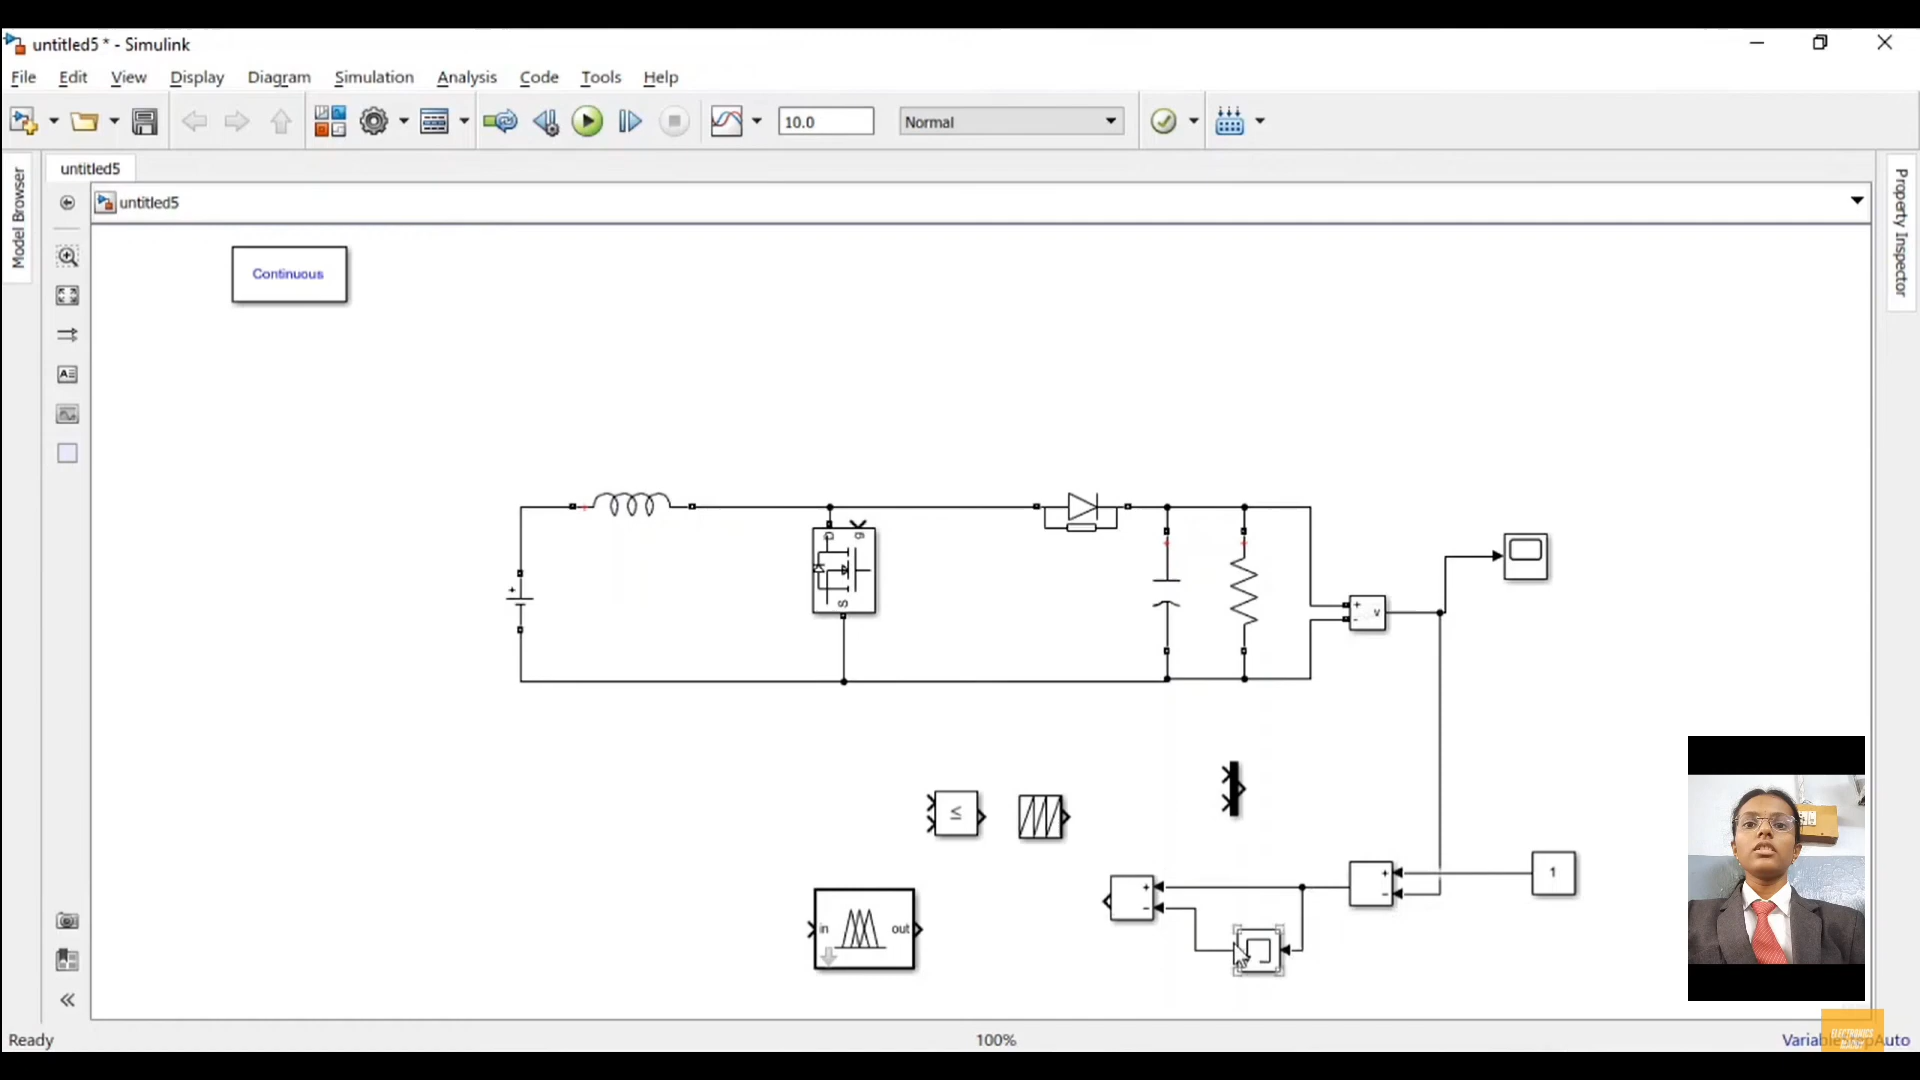 untitled5 * - Simulink
File Edit View Display Diagram Simulation Analysis Code Tools Help
10.0 Normal
Model Browser
untitled5
untitled5
Property Inspector
Continuous
+
g
S
+
- v
≤
in out
+
-
+
-
1
ELECTRONICS
Ready 100%